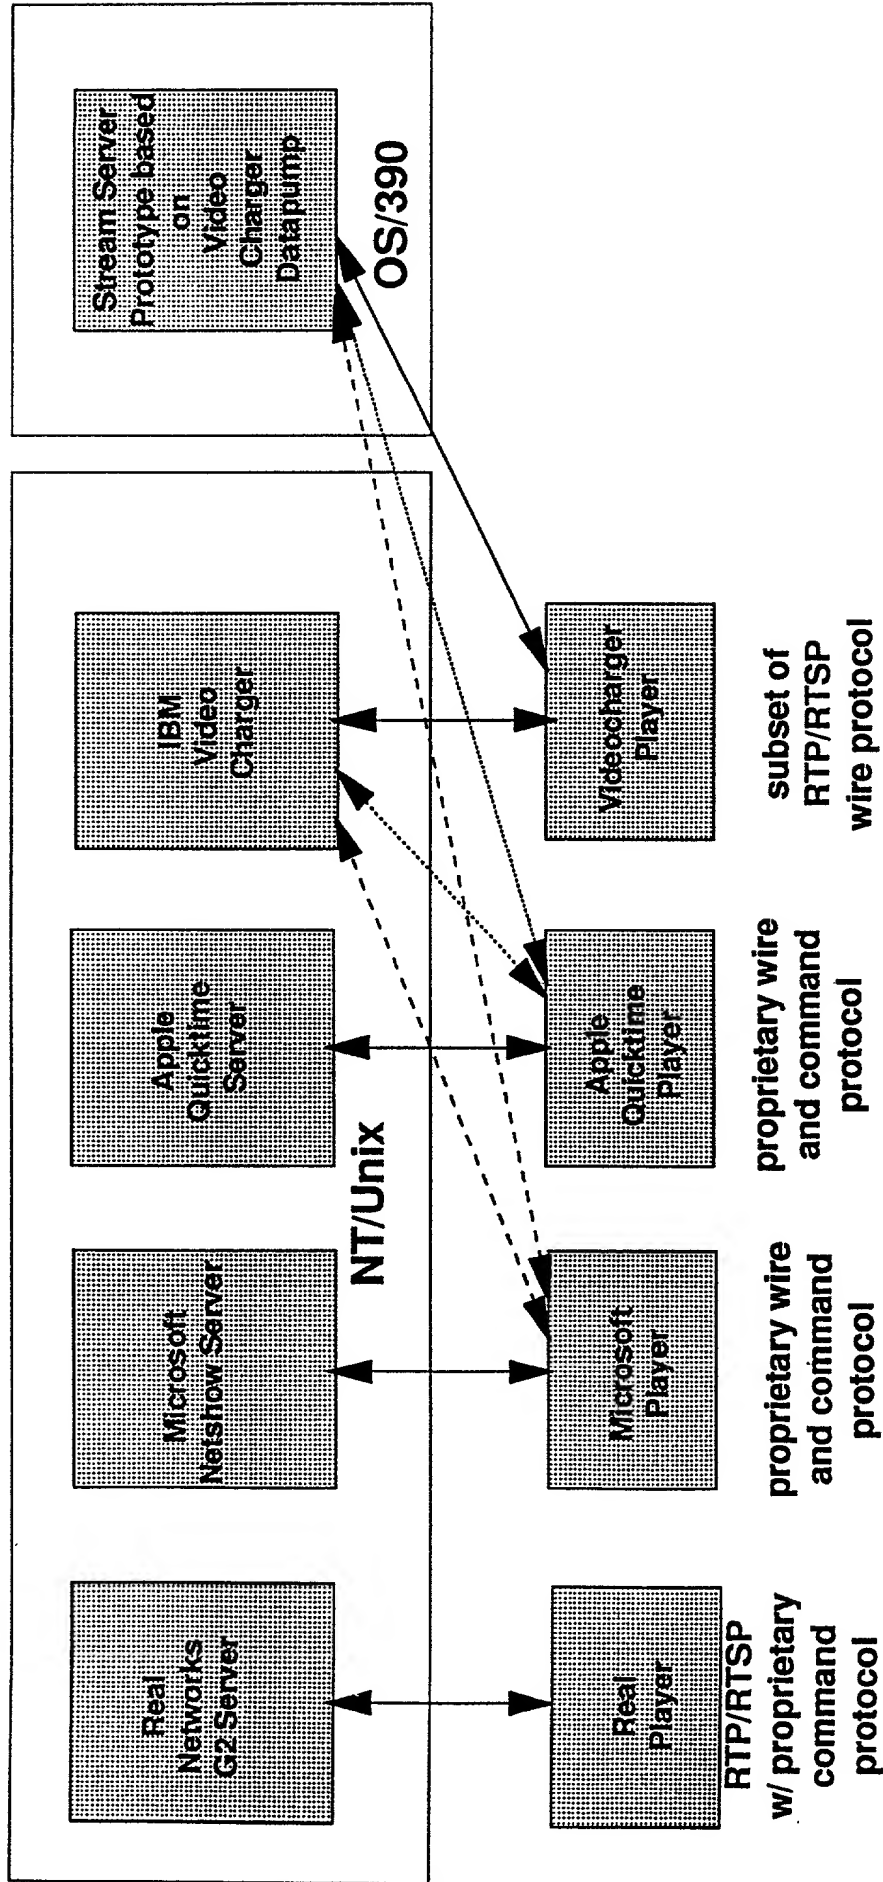 Real
Networks
G2 Server
Microsoft
Netshow Server
Apple
Quicktime
Server
IBM
Video
Charger
Stream Server
Prototype based
on
Video
Charger
Datapump
NT/Unix
OS/390
Real
Player
Microsoft
Player
Apple
Quicktime
Player
Videocharger
Player
RTP/RTSP
w/ proprietary
command
protocol
proprietary wire
and command
protocol
proprietary wire
and command
protocol
subset of
RTP/RTSP
wire protocol